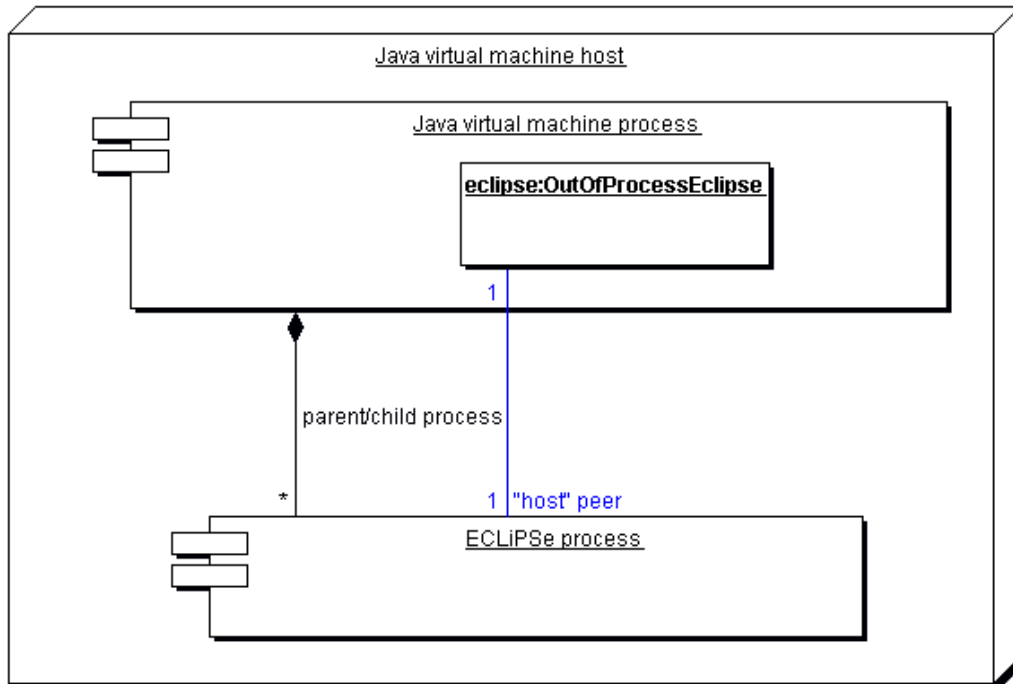 Java virtual machine host
Java virtual machine process
eclipse:OutOfProcessEclipse
1
parent/child process
*
1 "host" peer
ECLiPSe process